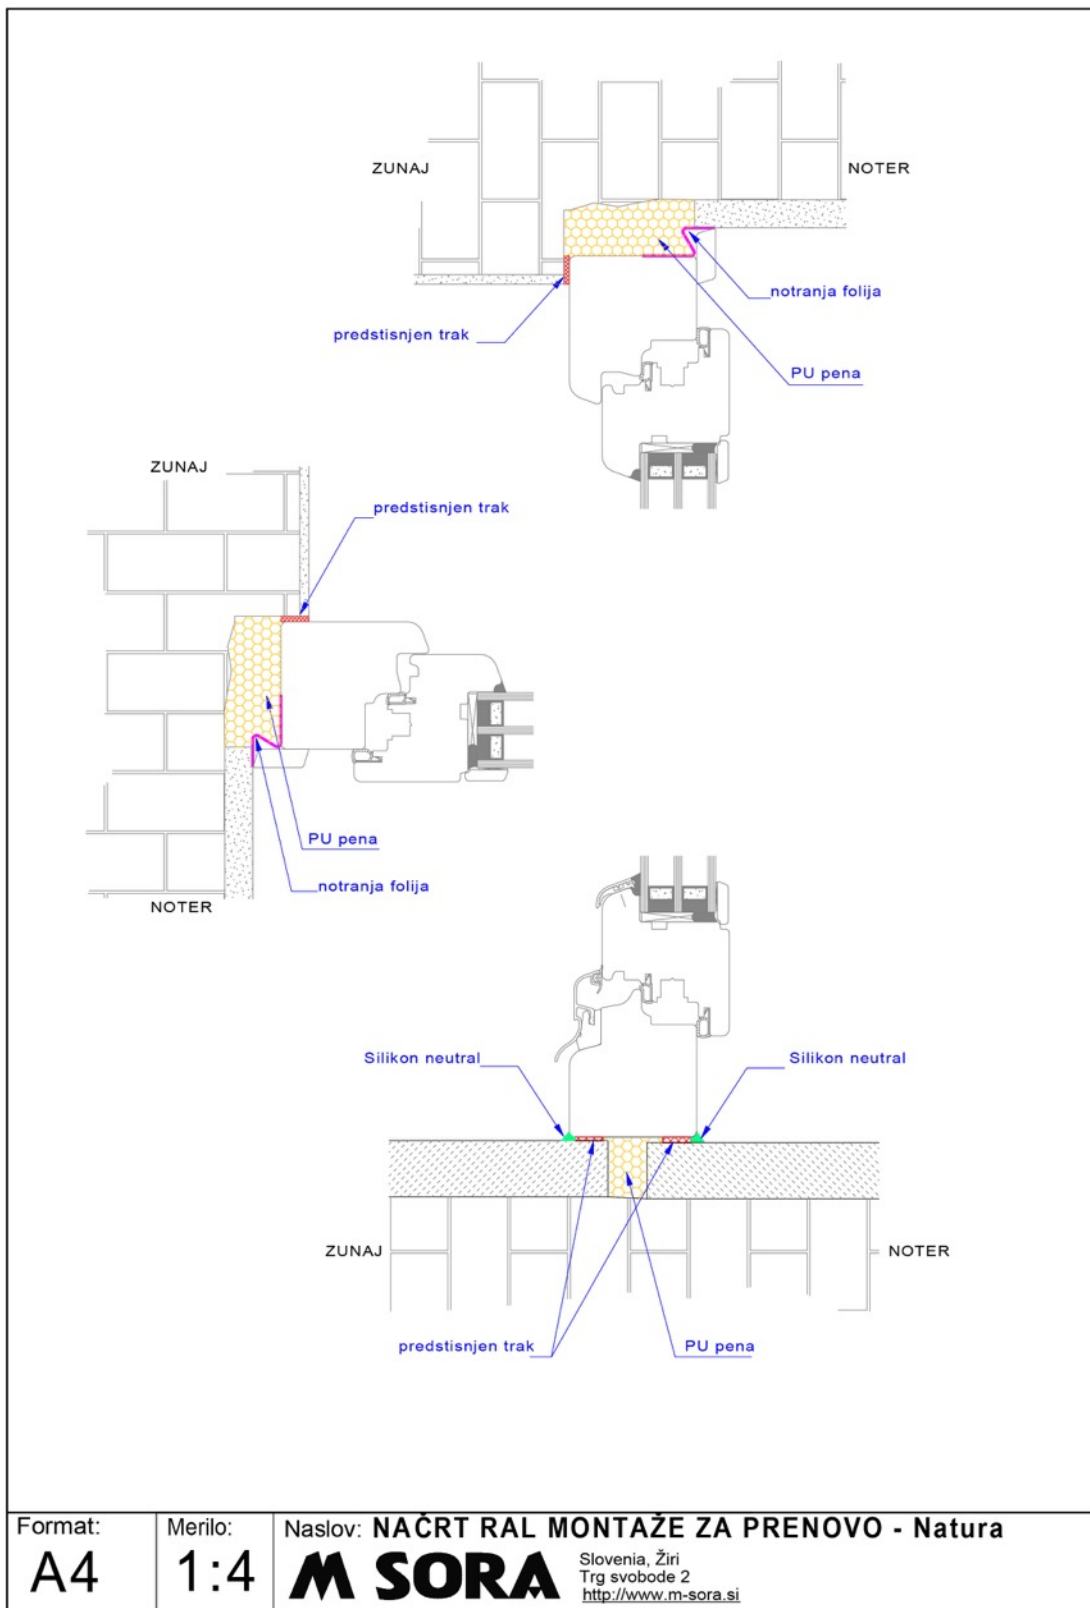 ZUNAJ
NOTER
notranja folija
predstisnjen trak
PU pena
ZUNAJ
predstisnjen trak
PU pena
notranja folija
NOTER
Silikon neutral
Silikon neutral
ZUNAJ
NOTER
predstisnjen trak
PU pena
Format:
A4
Merilo:
1:4
Naslov: NAČRT RAL MONTAŽE ZA PRENOVO - Natura
M SORA
Slovenia, Žiri
Trg svobode 2
http://www.m-sora.si